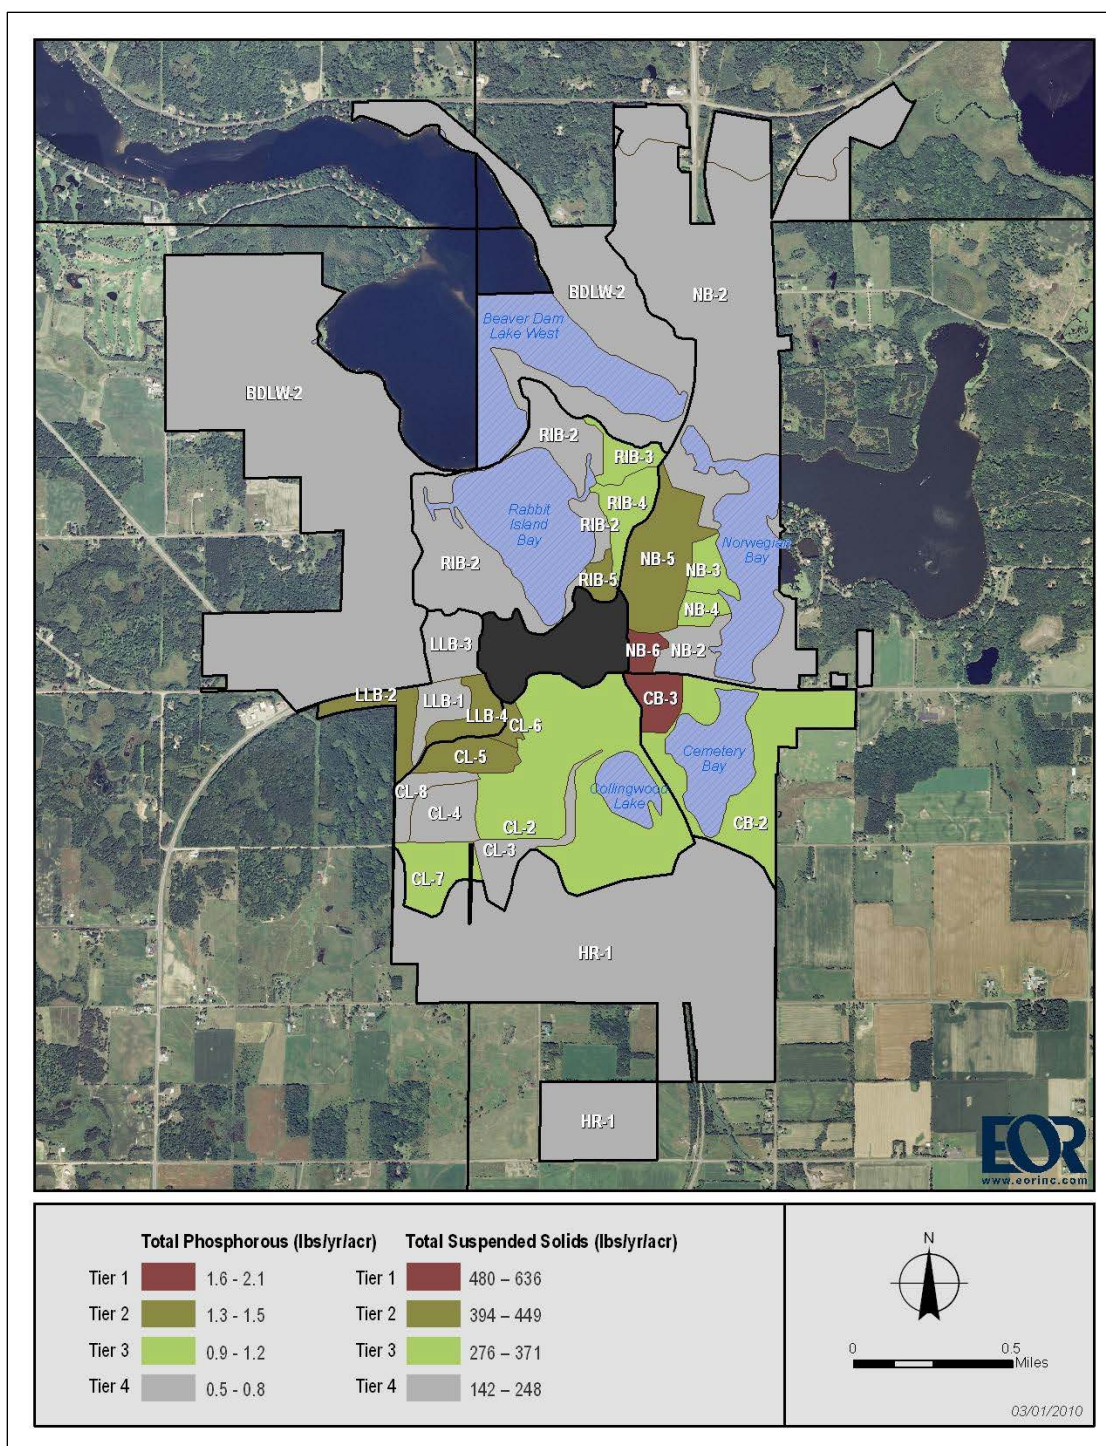 BDLW-2
NB-2
Beaver Dam
Lake West
BDLW-2
RIB-2
RIB-3
RIB-4
Rabbit
Island
Bay
RIB-2
Norwegian
Bay
NB-5
RIB-2
NB-3
RIB-5
NB-4
LLB-3
NB-6
NB-2
LLB-2
LLB-1
CB-3
LLB-4
CL-6
CL-5
Cemetery
Bay
CL-8
Collingwood
Lake
CL-4
CL-2
CB-2
CL-3
CL-7
HR-1
HR-1
EOR
www.eorinc.com
Total Phosphorous (lbs/yr/acr)
Tier 1 1.6 - 2.1
Tier 2 1.3 - 1.5
Tier 3 0.9 - 1.2
Tier 4 0.5 - 0.8
Total Suspended Solids (lbs/yr/acr)
Tier 1 480 – 636
Tier 2 394 – 449
Tier 3 276 – 371
Tier 4 142 – 248
N
0 0.5
Miles
03/01/2010